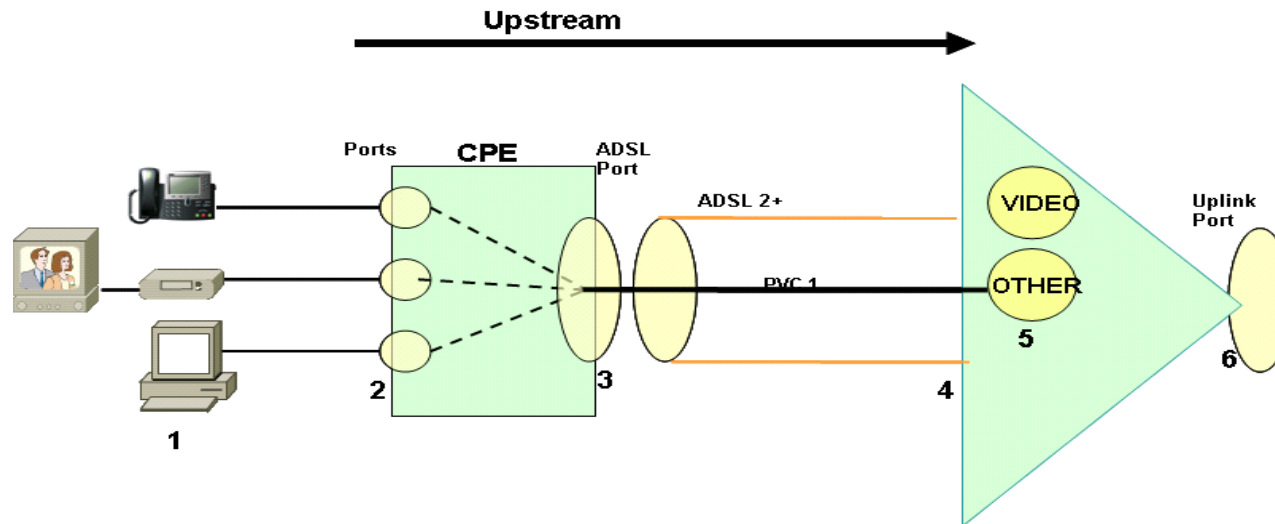 Upstream
Ports
CPE
ADSL
Port
ADSL 2+
VIDEO
Uplink
Port
PVC 1
OTHER
5
2
3
4
6
1